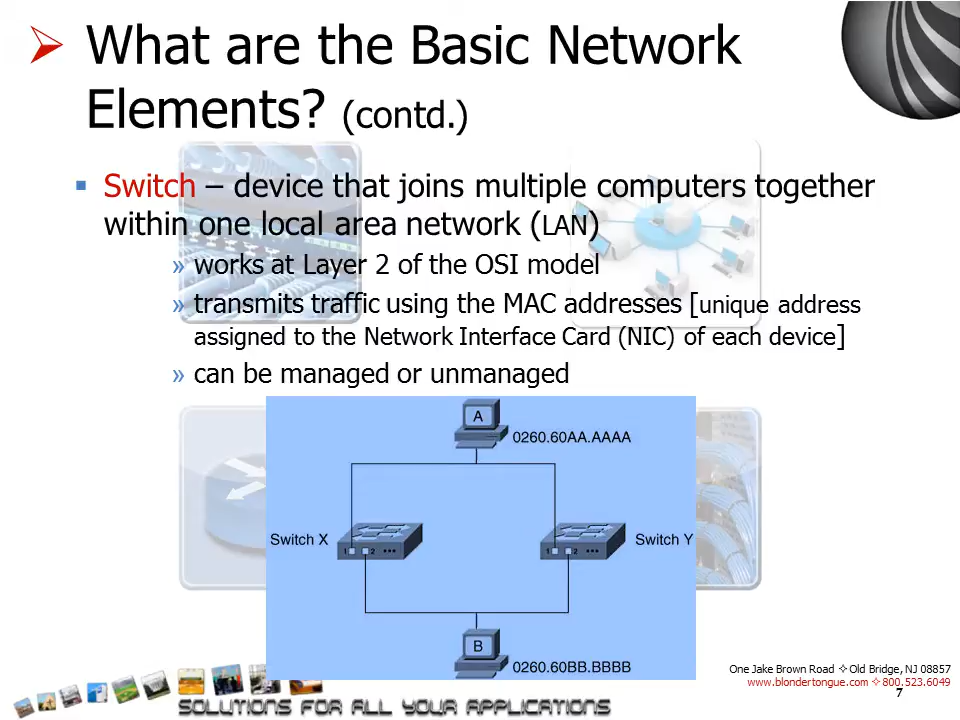 What are the Basic Network
Elements? (contd.)
Switch – device that joins multiple computers together
within one local area network (LAN)
» works at Layer 2 of the OSI model
» transmits traffic using the MAC addresses [unique address
assigned to the Network Interface Card (NIC) of each device]
» can be managed or unmanaged
A
0260.60AA.AAAA
Switch X
1 2
Switch Y
1 2
B
0260.60BB.BBBB
One Jake Brown Road ✧ Old Bridge, NJ 08857
www.blondertongue.com ✧ 800.523.6049
7
SOLUTIONS FOR ALL YOUR APPLICATIONS